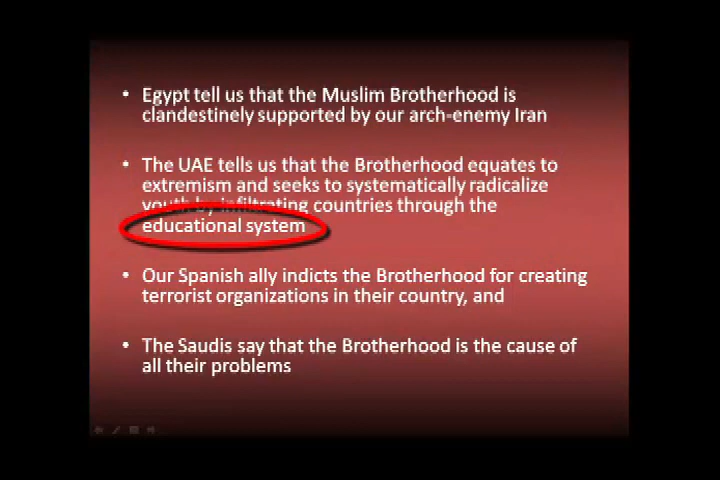 • Egypt tell us that the Muslim Brotherhood is
clandestinely supported by our arch-enemy Iran
• The UAE tells us that the Brotherhood equates to
extremism and seeks to systematically radicalize
youth by infiltrating countries through the
educational system
• Our Spanish ally indicts the Brotherhood for creating
terrorist organizations in their country, and
• The Saudis say that the Brotherhood is the cause of
all their problems